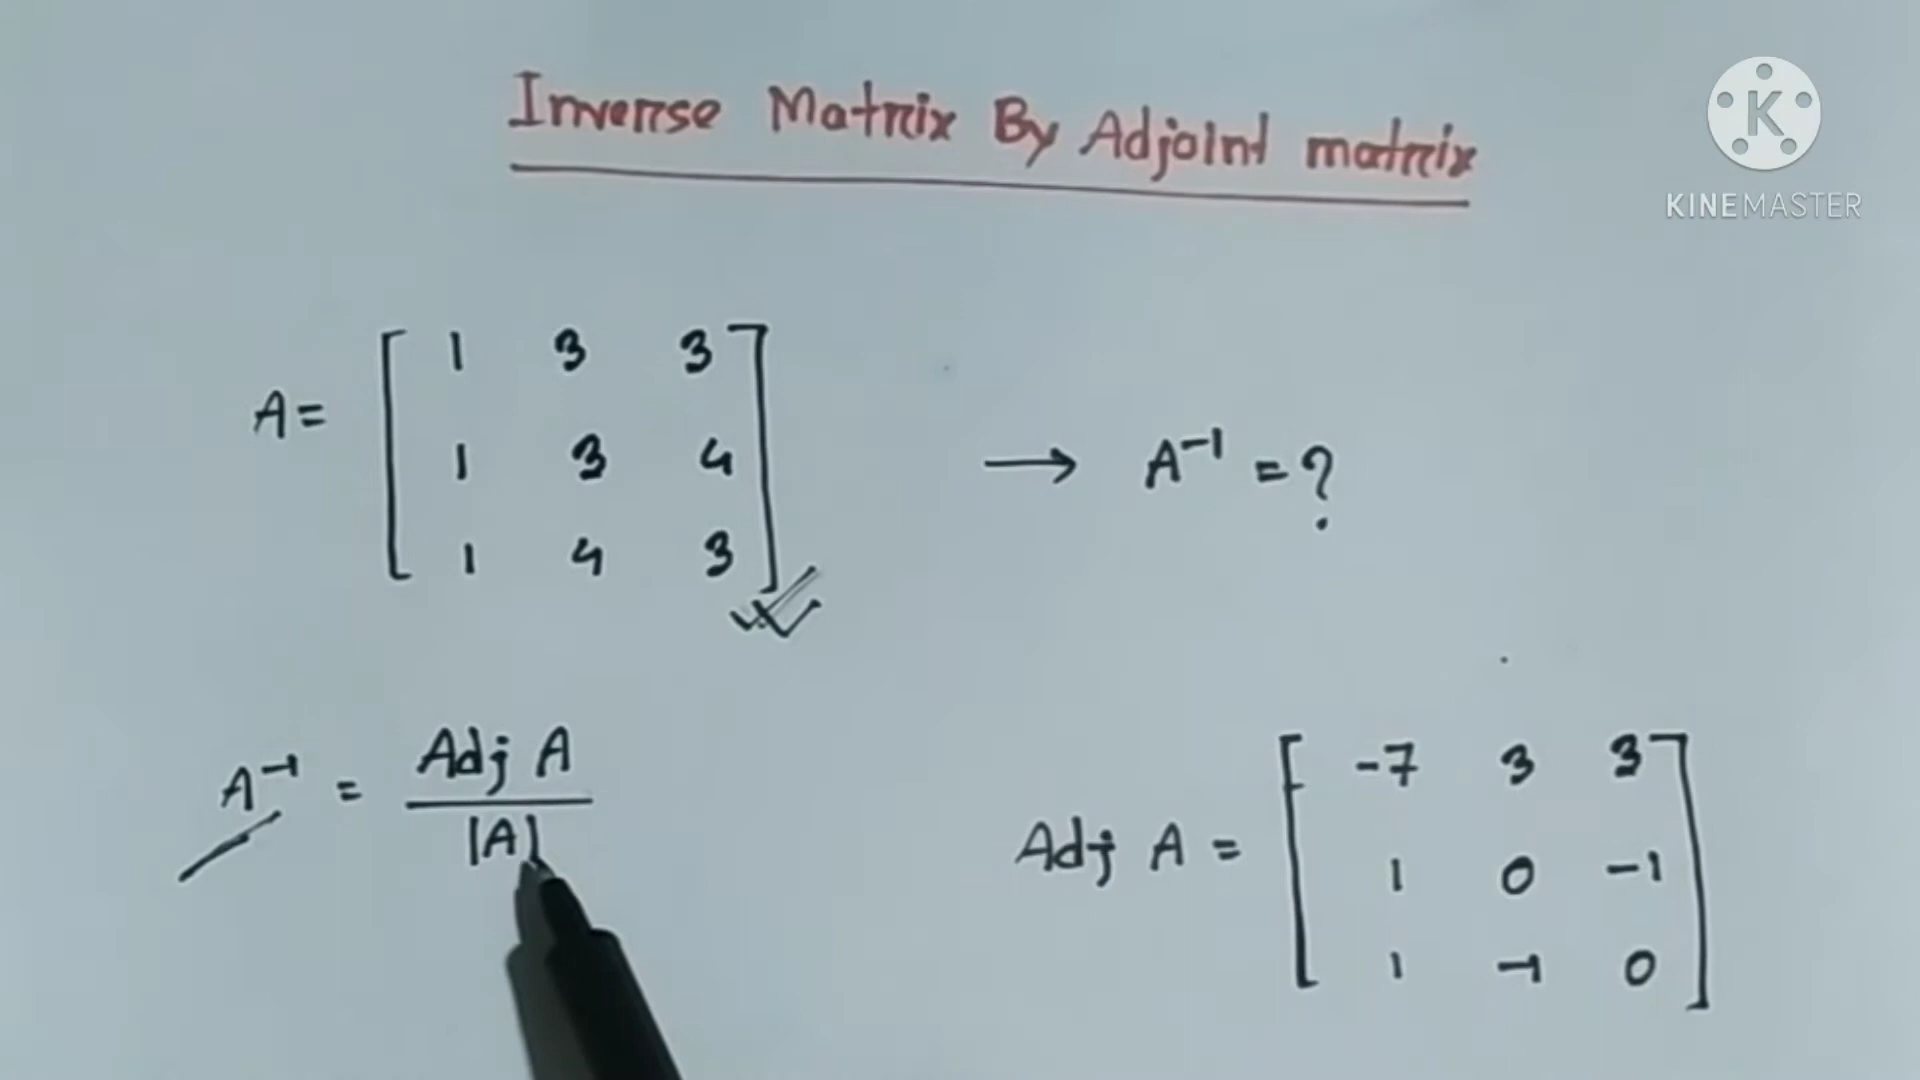 Inverse Matrix By Adjoint matrix
K
KINEMASTER
A = [ 1 3 3
1 3 4
1 4 3 ]
→ A⁻¹ = ?
A⁻¹ = Adj A
|A|
Adj A = [ -7 3 3
1 0 -1
1 -1 0 ]